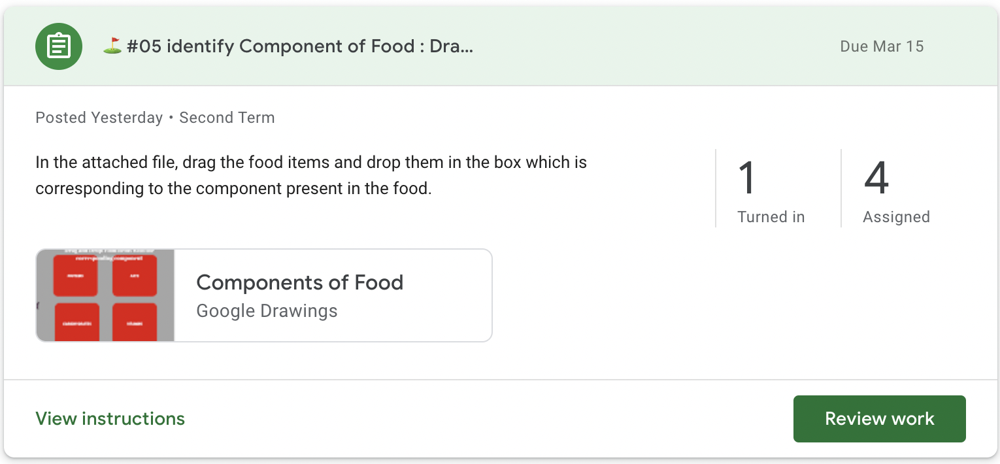 #05 identify Component of Food : Dra...
Due Mar 15
Posted Yesterday • Second Term
In the attached file, drag the food items and drop them in the box which is
corresponding to the component present in the food.
1
Turned in
4
Assigned
corresponding component
Components of Food
Google Drawings
View instructions
Review work